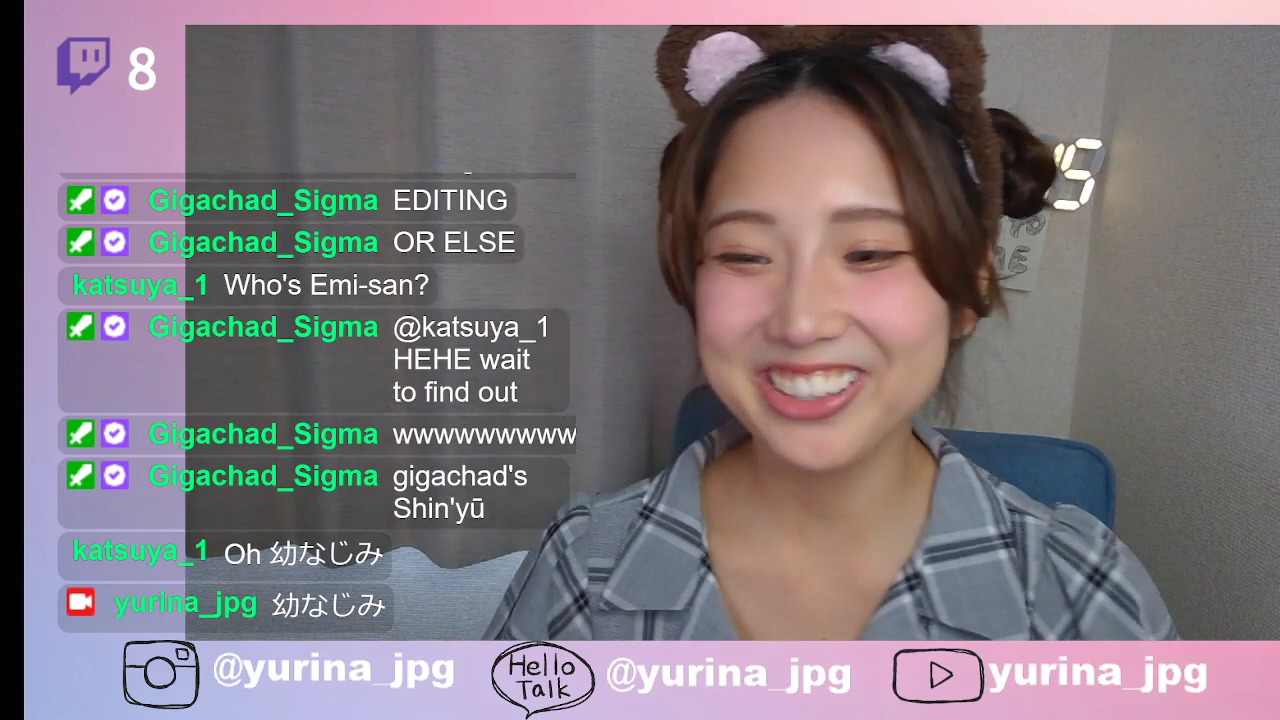 8
Gigachad_Sigma EDITING
Gigachad_Sigma OR ELSE
katsuya_1 Who's Emi-san?
Gigachad_Sigma @katsuya_1
HEHE wait
to find out
Gigachad_Sigma wwwwwwwww
Gigachad_Sigma gigachad's
Shin'yū
katsuya_1 Oh 幼なじみ
yurina_jpg 幼なじみ
5
@yurina_jpg
Hello
Talk
@yurina_jpg
yurina_jpg